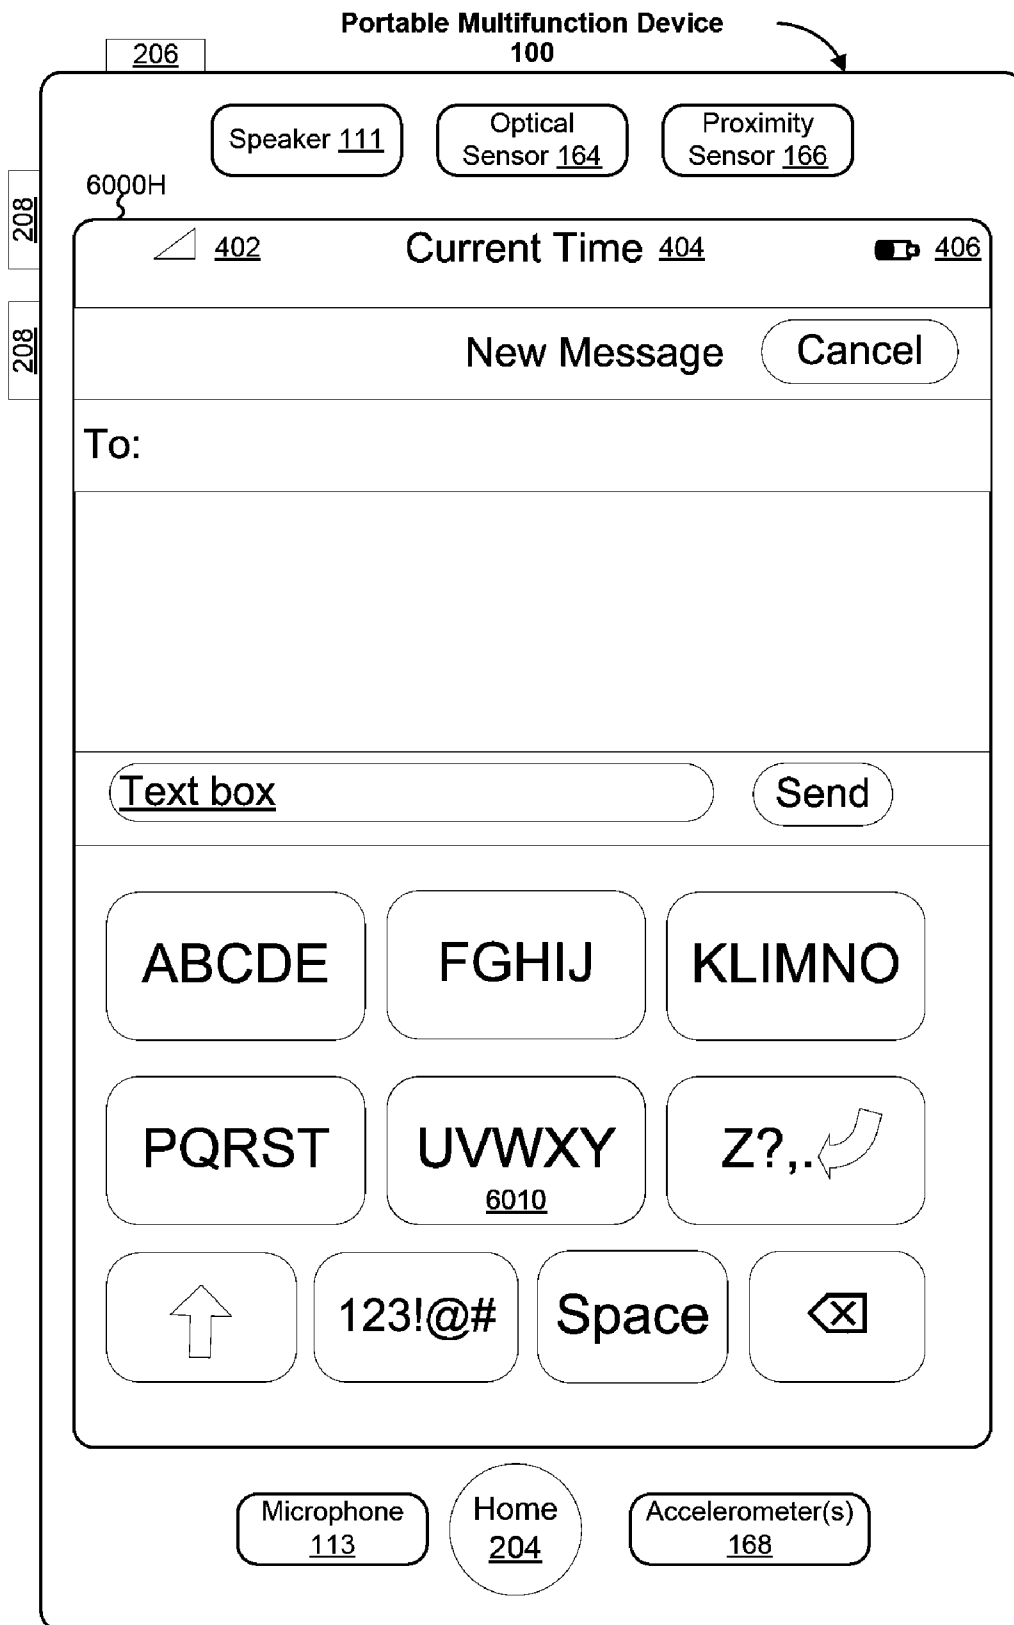 Portable Multifunction Device
100
206
Speaker 111
Optical
Sensor 164
Proximity
Sensor 166
6000H
208
208
402
Current Time 404
406
New Message
Cancel
To:
Text box
Send
ABCDE
FGHIJ
KLIMNO
PQRST
UVWXY
6010
Z?,.
123!@#
Space
Microphone
113
Home
204
Accelerometer(s)
168